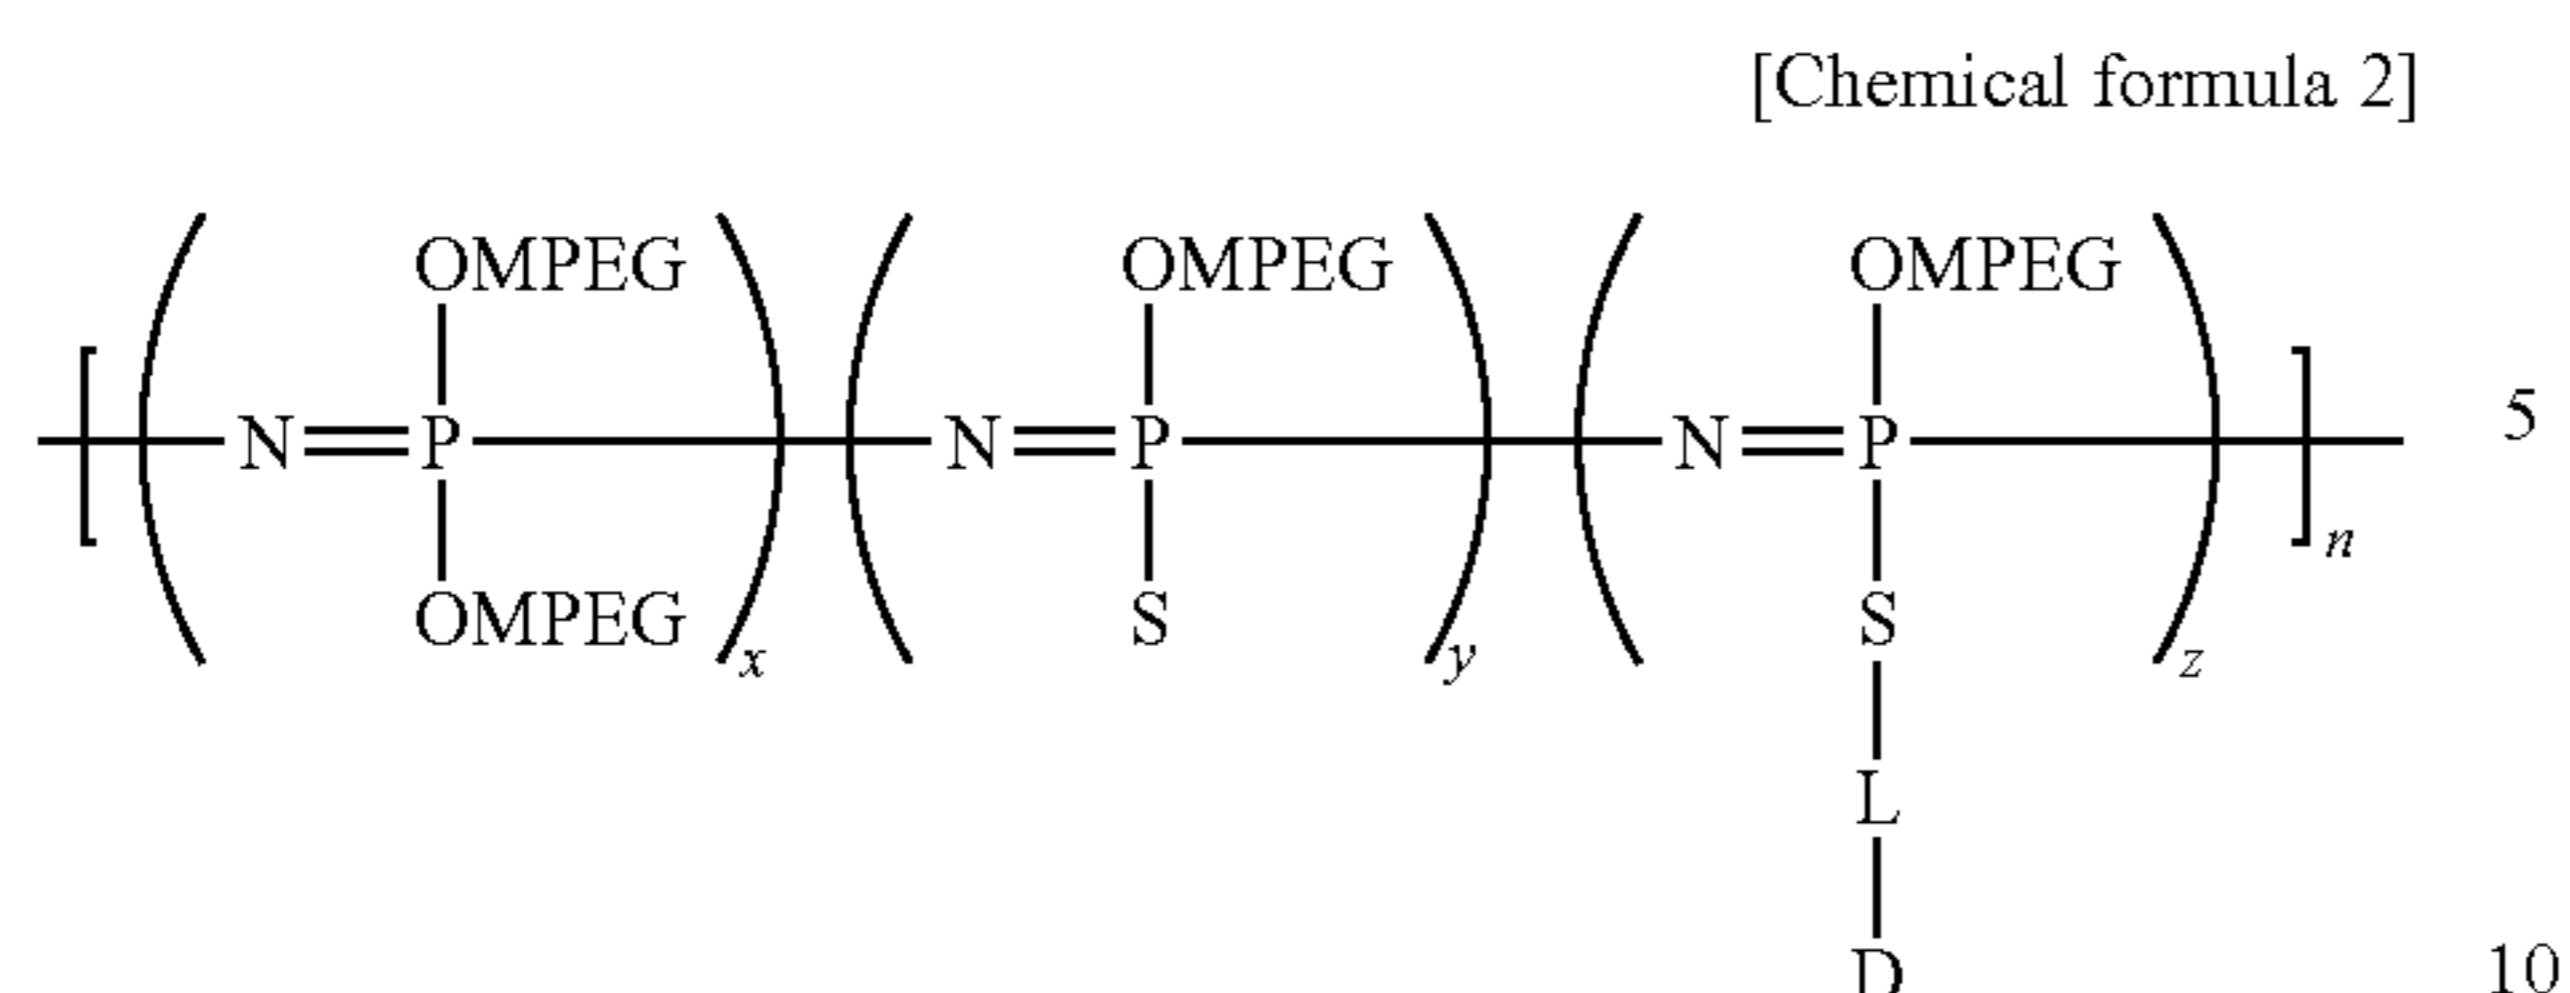 [Chemical formula 2]
OMPEG OMPEG OMPEG
N P N P N P 5
n
OMPEG S S
x y z
L
D
10